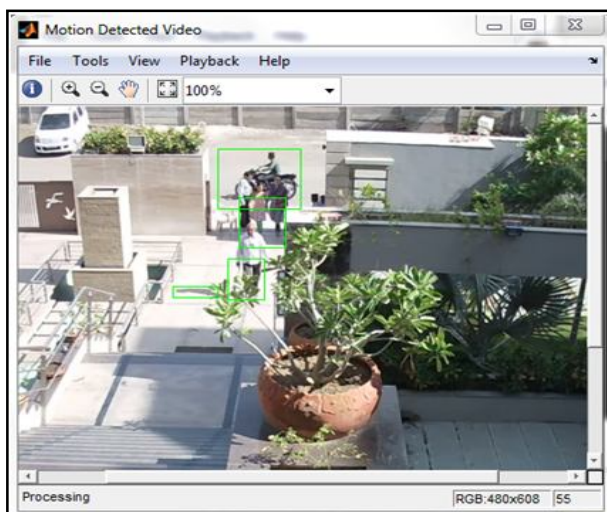 Motion Detected Video
File Tools View Playback Help
100%
Processing
RGB:480x608 55